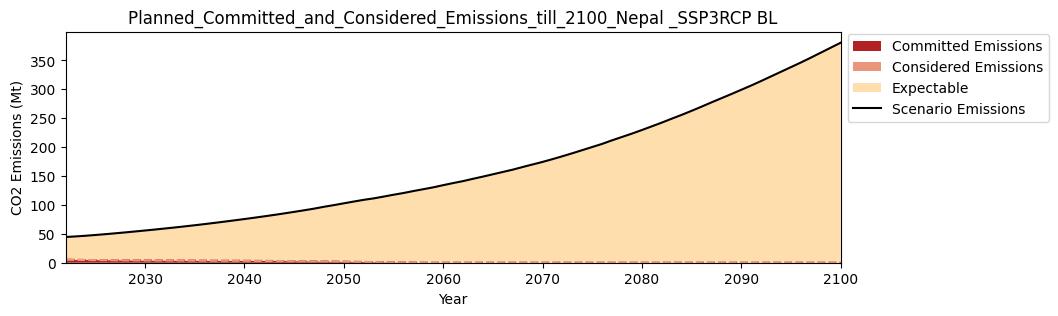 Planned_Committed_and_Considered_Emissions_till_2100_Nepal _SSP3RCP BL
CO2 Emissions (Mt)
350
300
250
200
150
100
50
0
2030
2040
2050
2060
2070
2080
2090
2100
Year
Committed Emissions
Considered Emissions
Expectable
Scenario Emissions